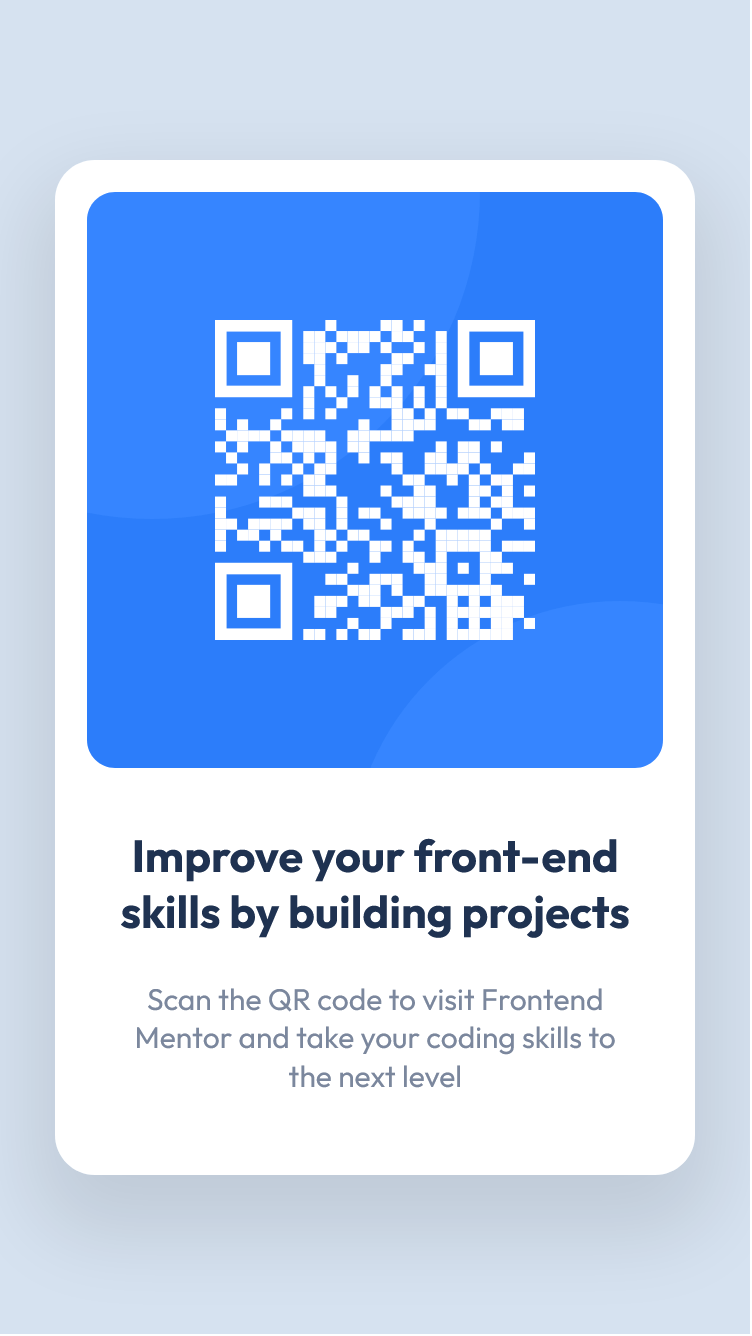 Improve your front-end
skills by building projects
Scan the QR code to visit Frontend
Mentor and take your coding skills to
the next level